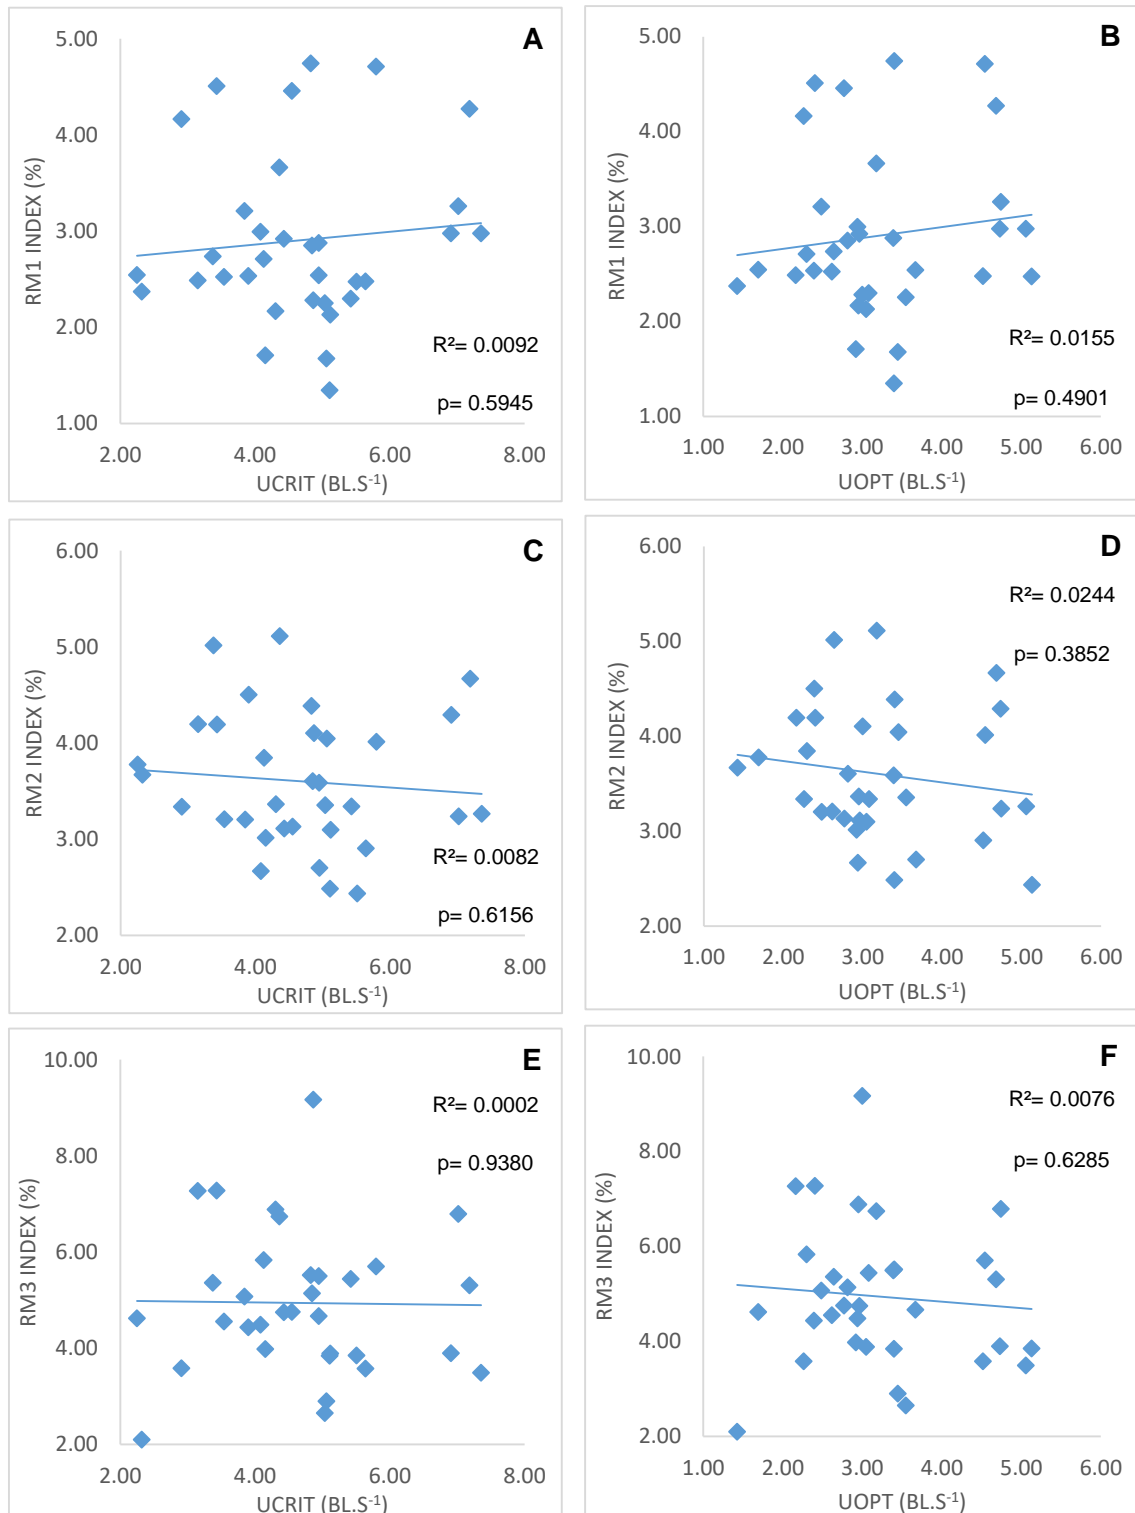 A
5.00
4.00
3.00
2.00
1.00
RM1 INDEX (%)
R²= 0.0092
p= 0.5945
2.00 4.00 6.00 8.00
UCRIT (BL.S⁻¹)
B
5.00
4.00
3.00
2.00
1.00
RM1 INDEX (%)
R²= 0.0155
p= 0.4901
1.00 2.00 3.00 4.00 5.00 6.00
UOPT (BL.S⁻¹)
C
6.00
5.00
4.00
3.00
2.00
RM2 INDEX (%)
R²= 0.0082
p= 0.6156
2.00 4.00 6.00 8.00
UCRIT (BL.S⁻¹)
D
6.00
5.00
4.00
3.00
2.00
RM2 INDEX (%)
R²= 0.0244
p= 0.3852
1.00 2.00 3.00 4.00 5.00 6.00
UOPT (BL.S⁻¹)
E
10.00
8.00
6.00
4.00
2.00
RM3 INDEX (%)
R²= 0.0002
p= 0.9380
2.00 4.00 6.00 8.00
UCRIT (BL.S⁻¹)
F
10.00
8.00
6.00
4.00
2.00
RM3 INDEX (%)
R²= 0.0076
p= 0.6285
1.00 2.00 3.00 4.00 5.00 6.00
UOPT (BL.S⁻¹)